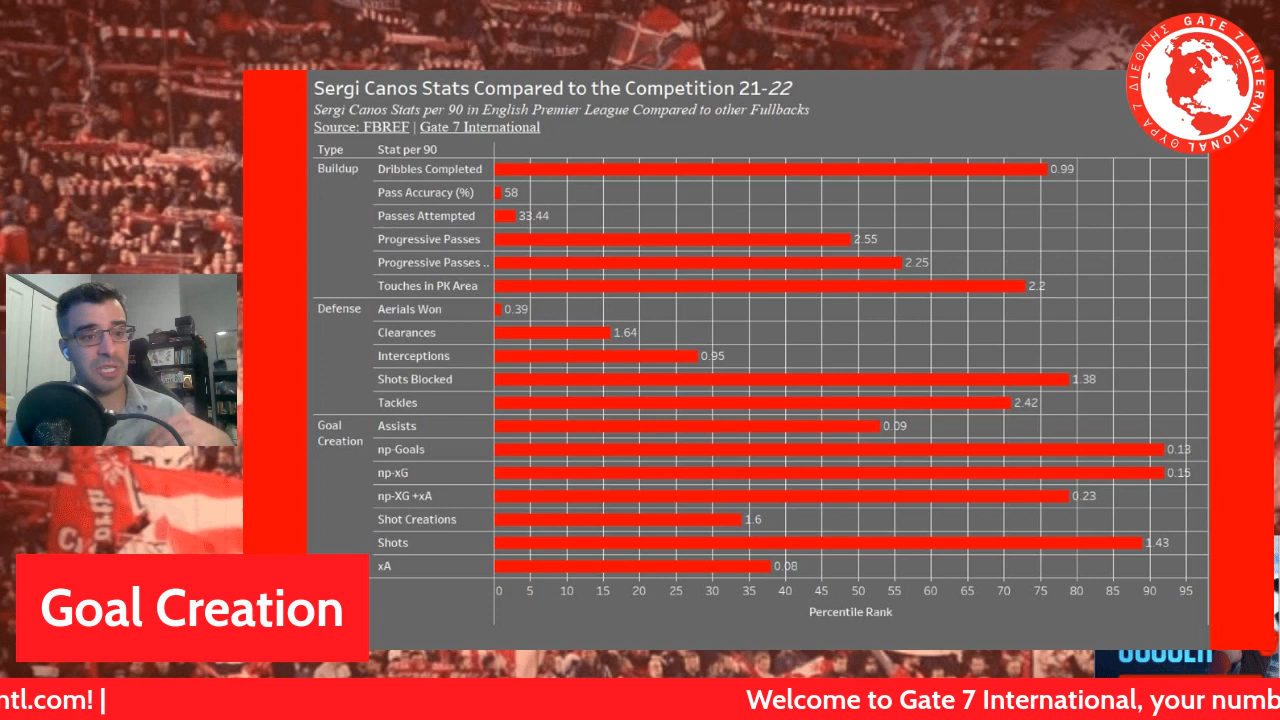 Sergi Canos Stats Compared to the Competition 21-22
Sergi Canos Stats per 90 in English Premier League Compared to other Fullbacks
Source: FBREF | Gate 7 International
GATE 7 INTERNATIONAL ΘΥΡΑ 7 ΔΙΕΘΝΗΣ
Type Stat per 90
Buildup Dribbles Completed 0.99
Pass Accuracy (%) 58
Passes Attempted 33.44
Progressive Passes 2.55
Progressive Passes .. 2.25
Touches in PK Area 2.2
Defense Aerials Won 0.39
Clearances 1.64
Interceptions 0.95
Shots Blocked 1.38
Tackles 2.42
Goal Creation Assists 0.09
np-Goals 0.13
np-xG 0.15
np-XG +xA 0.23
Shot Creations 1.6
Shots 1.43
xA 0.08
0 5 10 15 20 25 30 35 40 45 50 55 60 65 70 75 80 85 90 95
Percentile Rank
Goal Creation
ntl.com! | Welcome to Gate 7 International, your numb